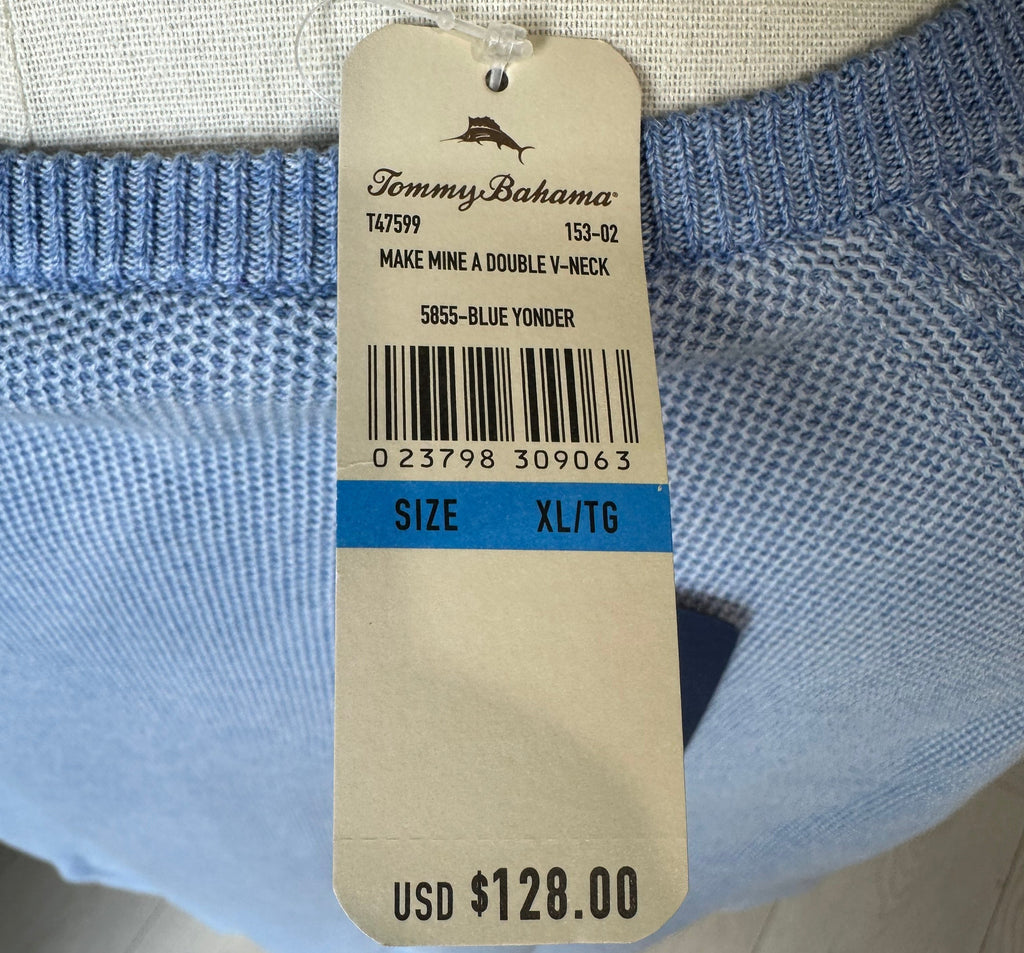 Tommy Bahama®
T47599 153-02
MAKE MINE A DOUBLE V-NECK
5855-BLUE YONDER
0 23798 309063
SIZE XL/TG
USD $128.00